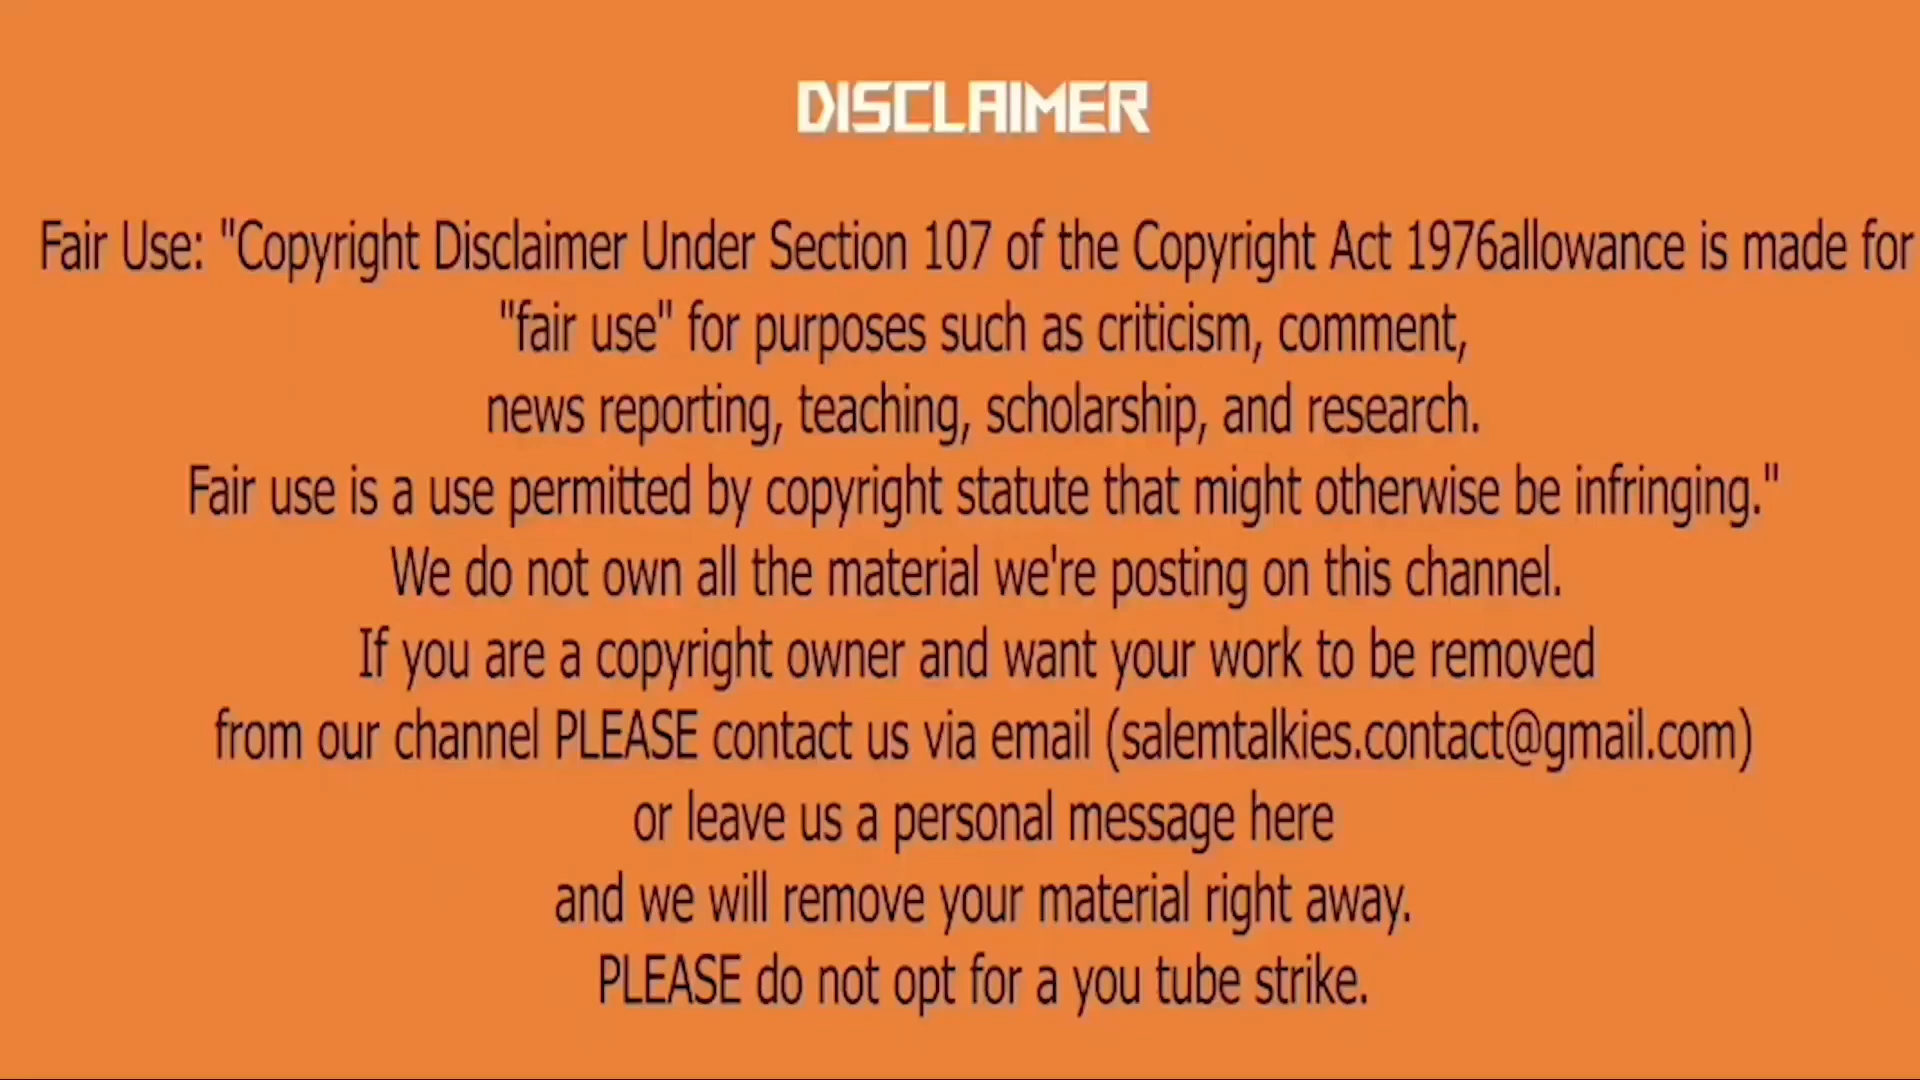 DISCLAIMER
Fair Use: "Copyright Disclaimer Under Section 107 of the Copyright Act 1976allowance is made for
"fair use" for purposes such as criticism, comment,
news reporting, teaching, scholarship, and research.
Fair use is a use permitted by copyright statute that might otherwise be infringing."
We do not own all the material we're posting on this channel.
If you are a copyright owner and want your work to be removed
from our channel PLEASE contact us via email (salemtalkies.contact@gmail.com)
or leave us a personal message here
and we will remove your material right away.
PLEASE do not opt for a you tube strike.